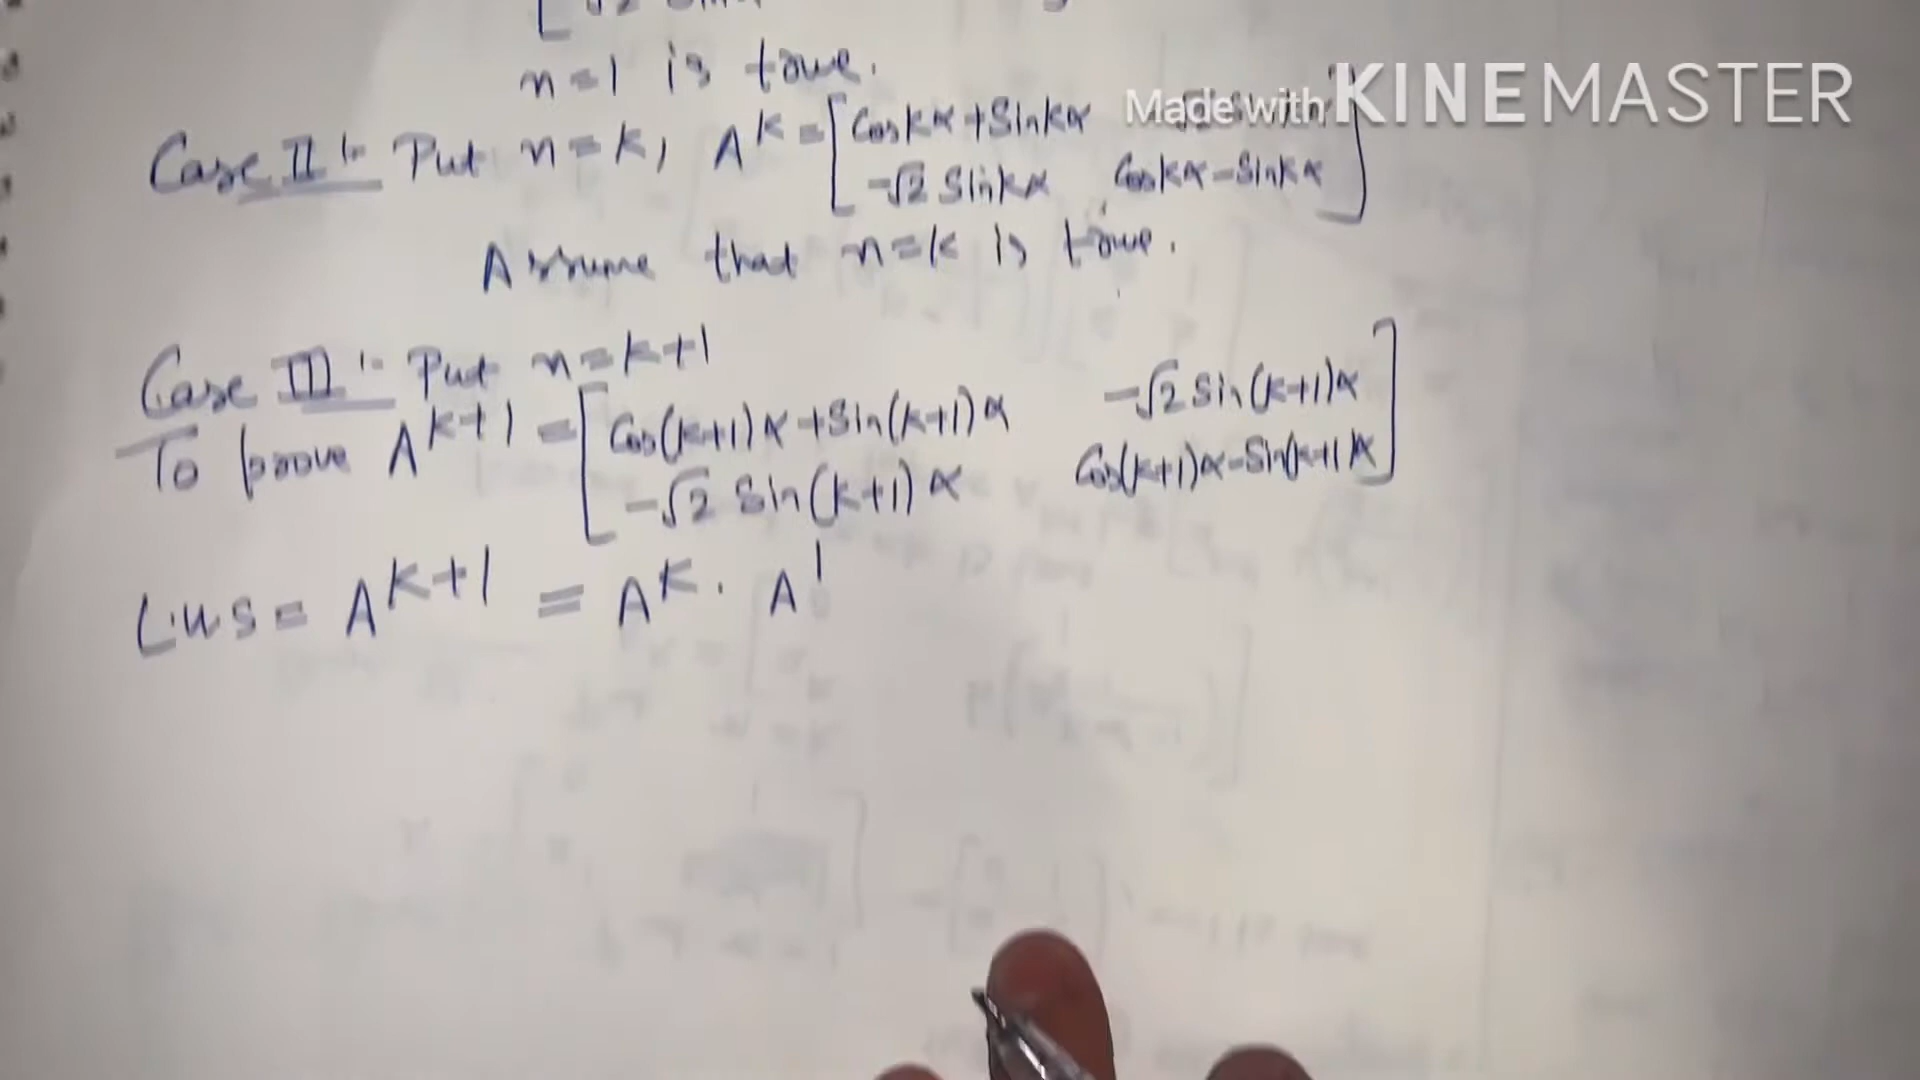 n=1 is true.
Made with KINEMASTER
Case II :- Put n=k, A^k = [Cos kα + Sin kα
-√2 Sin kα Cos kα - Sin kα]
Assume that n=k is true.
Case III :- Put n=k+1
To prove A^k+1 = [Cos(k+1)α + Sin(k+1)α -√2 Sin(k+1)α
-√2 Sin(k+1)α Cos(k+1)α - Sin(k+1)α]
L.H.S = A^k+1 = A^k . A^1